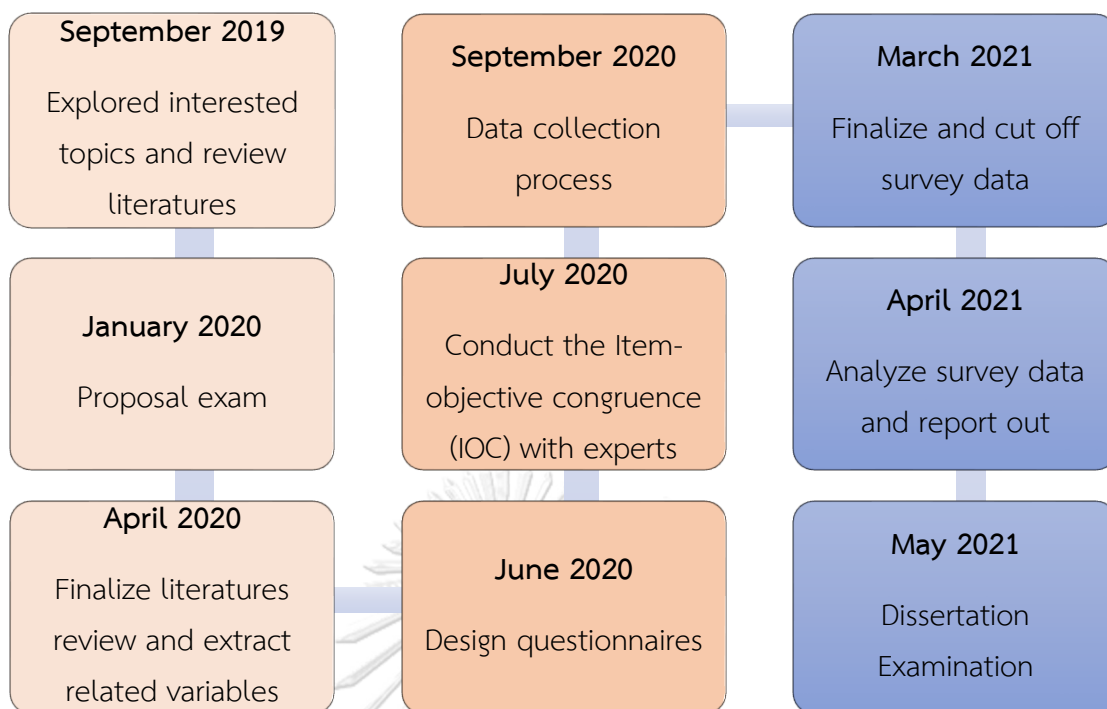 September 2019
Explored interested
topics and review
literatures
January 2020
Proposal exam
April 2020
Finalize literatures
review and extract
related variables
June 2020
Design questionnaires
July 2020
Conduct the Item-
objective congruence
(IOC) with experts
September 2020
Data collection
process
March 2021
Finalize and cut off
survey data
April 2021
Analyze survey data
and report out
May 2021
Dissertation
Examination